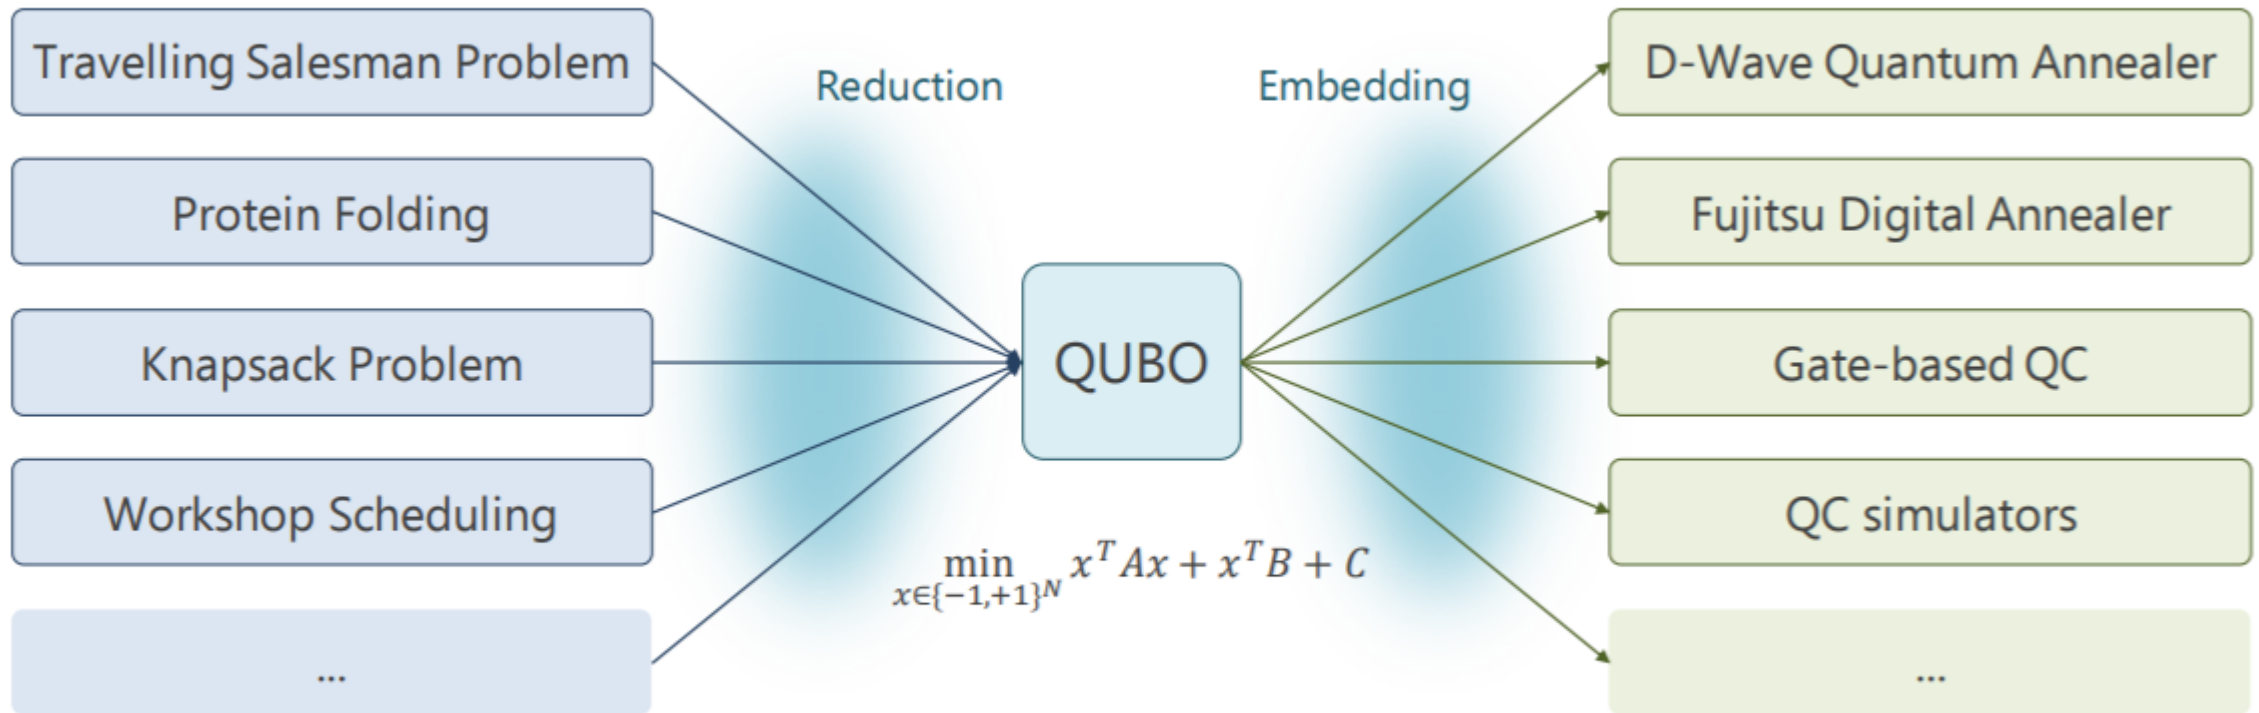 Travelling Salesman Problem
Protein Folding
Knapsack Problem
Workshop Scheduling
...
Reduction
QUBO
min x^T Ax + x^T B + C
x∈{−1,+1}^N
Embedding
D-Wave Quantum Annealer
Fujitsu Digital Annealer
Gate-based QC
QC simulators
...